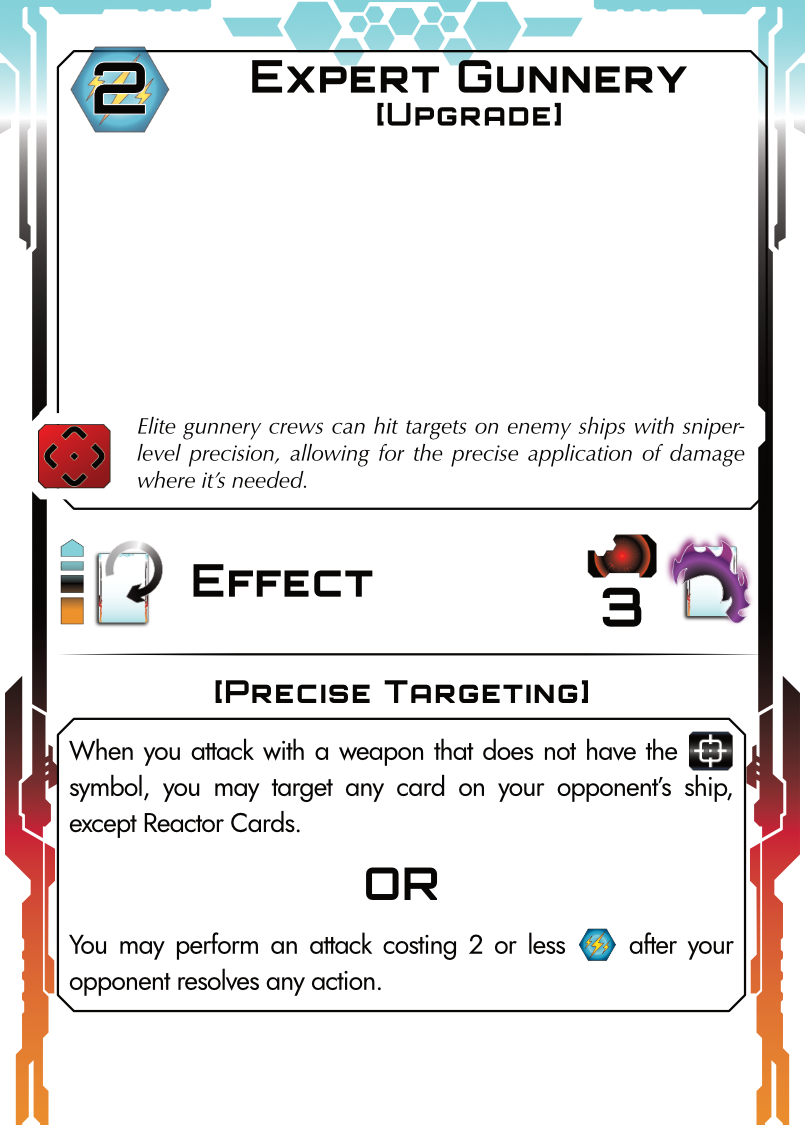 2
EXPERT GUNNERY
[UPGRADE]
Elite gunnery crews can hit targets on enemy ships with sniper-
level precision, allowing for the precise application of damage
where it's needed.
EFFECT
3
[PRECISE TARGETING]
When you attack with a weapon that does not have the
symbol, you may target any card on your opponent's ship,
except Reactor Cards.
OR
You may perform an attack costing 2 or less after your
opponent resolves any action.